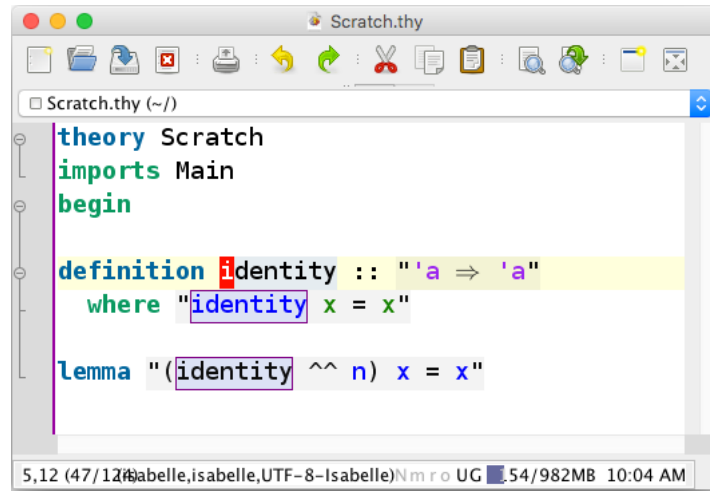 Scratch.thy
Scratch.thy (~/)
theory Scratch
imports Main
begin
definition identity :: "'a ⇒ 'a"
where "identity x = x"
lemma "(identity ^^ n) x = x"
5,12 (47/124) (isabelle,isabelle,UTF-8-Isabelle) N m r o UG 154/982MB 10:04 AM